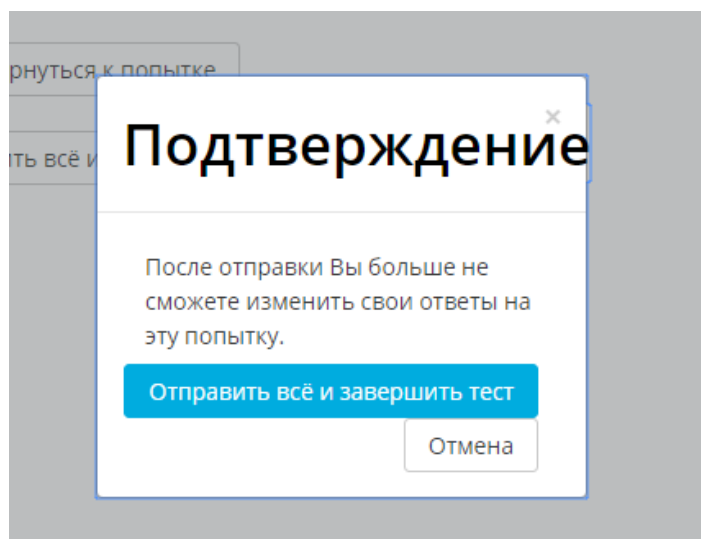 рнуться к попытке
ить всё и
×
Подтверждение
После отправки Вы больше не
сможете изменить свои ответы на
эту попытку.
Отправить всё и завершить тест
Отмена